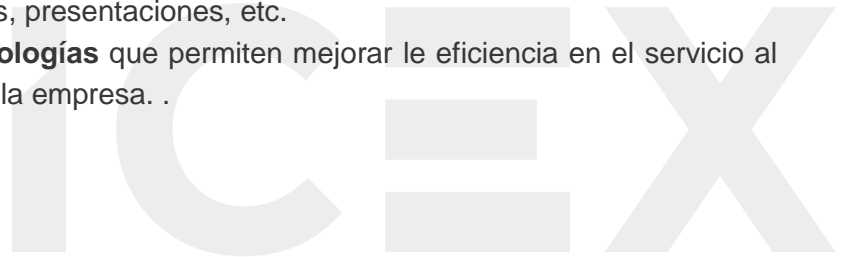 s, presentaciones, etc.
ologías que permiten mejorar le eficiencia en el servicio al
la empresa. .
ICEX